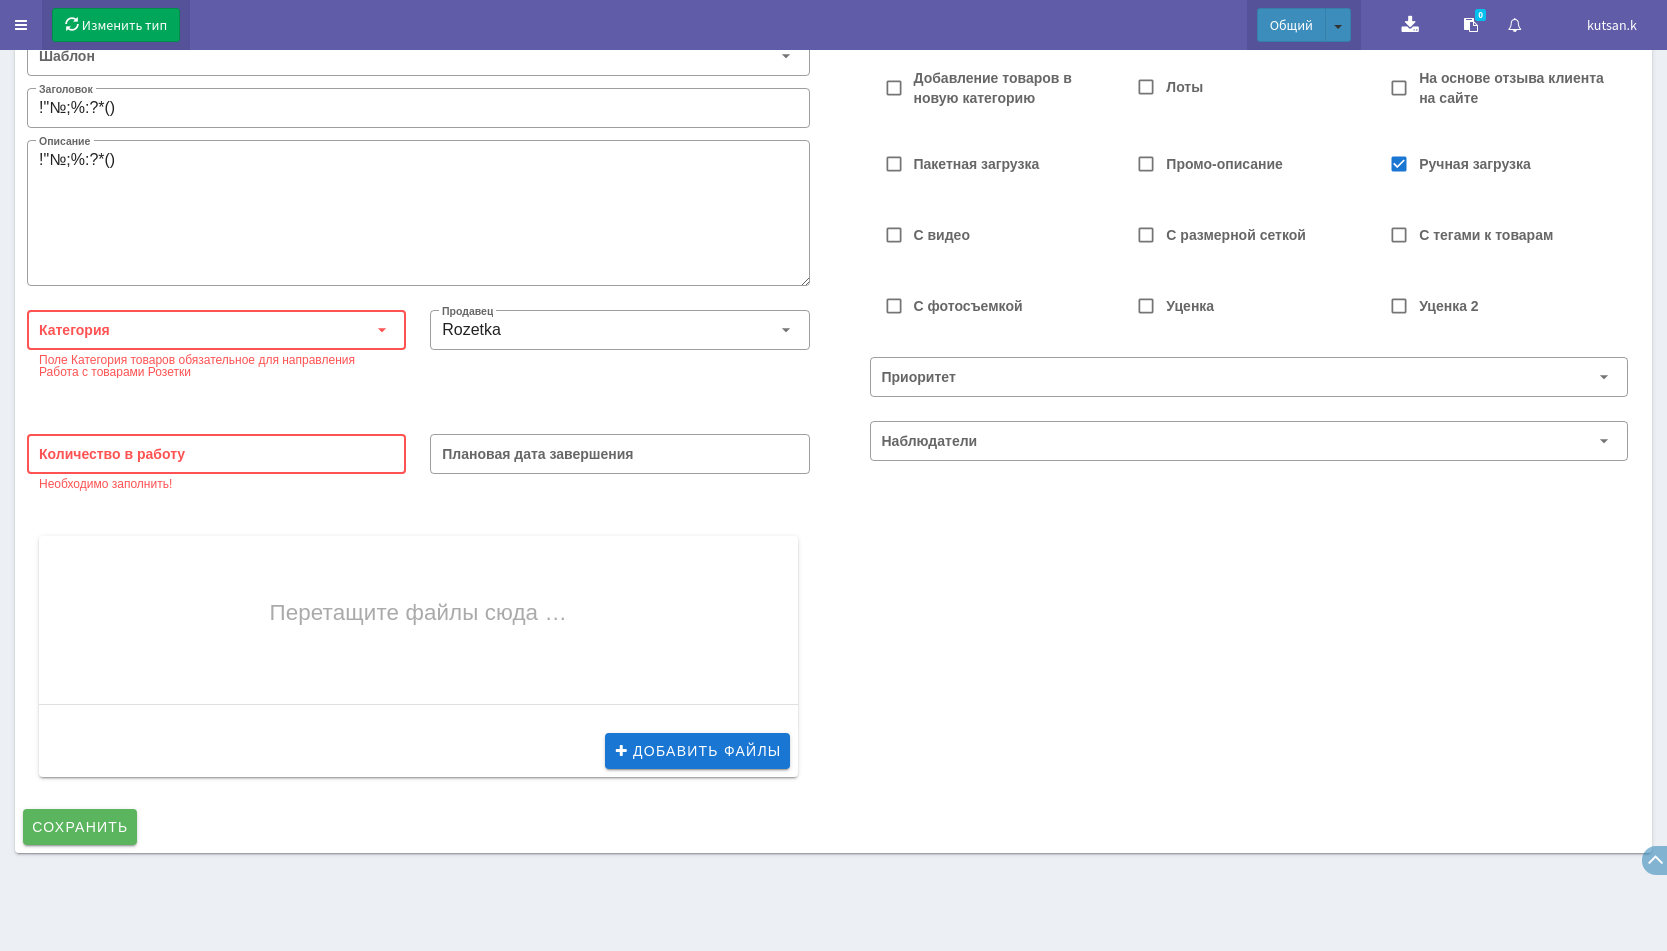 Изменить тип
Общий
0
kutsan.k
Шаблон
Заголовок
!"№;%:?*()
Описание
!"№;%:?*()
Категория
Поле Категория товаров обязательное для направления
Работа с товарами Розетки
Продавец
Rozetka
Количество в работу
Необходимо заполнить!
Плановая дата завершения
Перетащите файлы сюда ...
ДОБАВИТЬ ФАЙЛЫ
СОХРАНИТЬ
Добавление товаров в
новую категорию
Лоты
На основе отзыва клиента
на сайте
Пакетная загрузка
Промо-описание
Ручная загрузка
С видео
С размерной сеткой
С тегами к товарам
С фотосъемкой
Уценка
Уценка 2
Приоритет
Наблюдатели